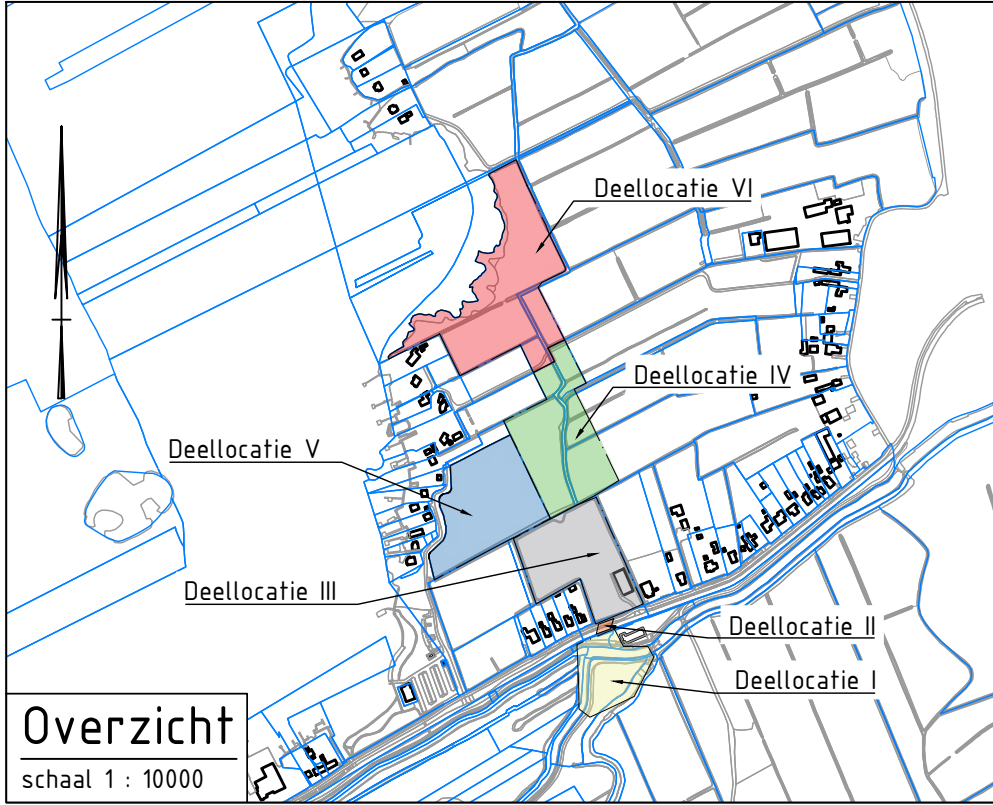 Deellocatie VI
Deellocatie IV
Deellocatie V
Deellocatie III
Deellocatie II
Deellocatie I
Overzicht
schaal 1 : 10000